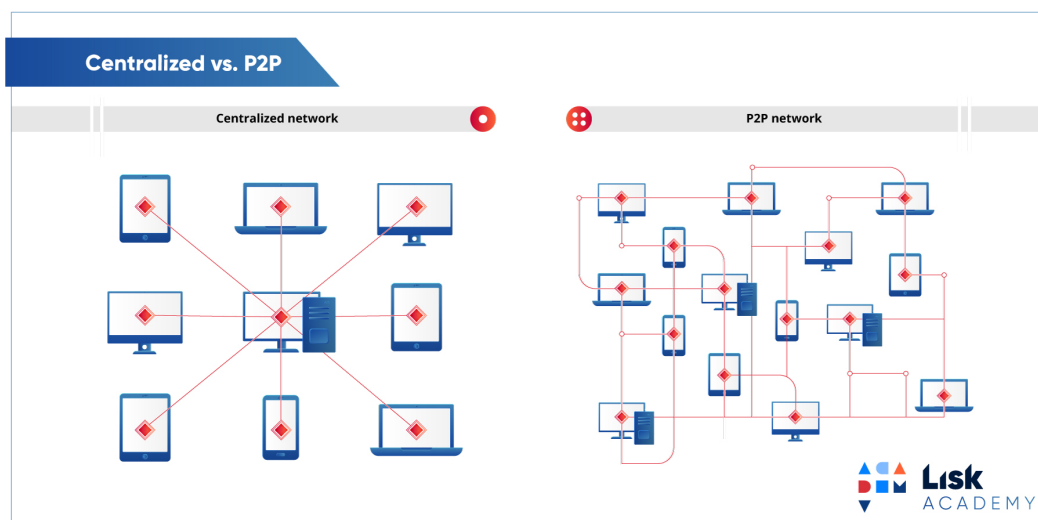 Centralized vs. P2P
Centralized network
P2P network
Lisk
ACADEMY